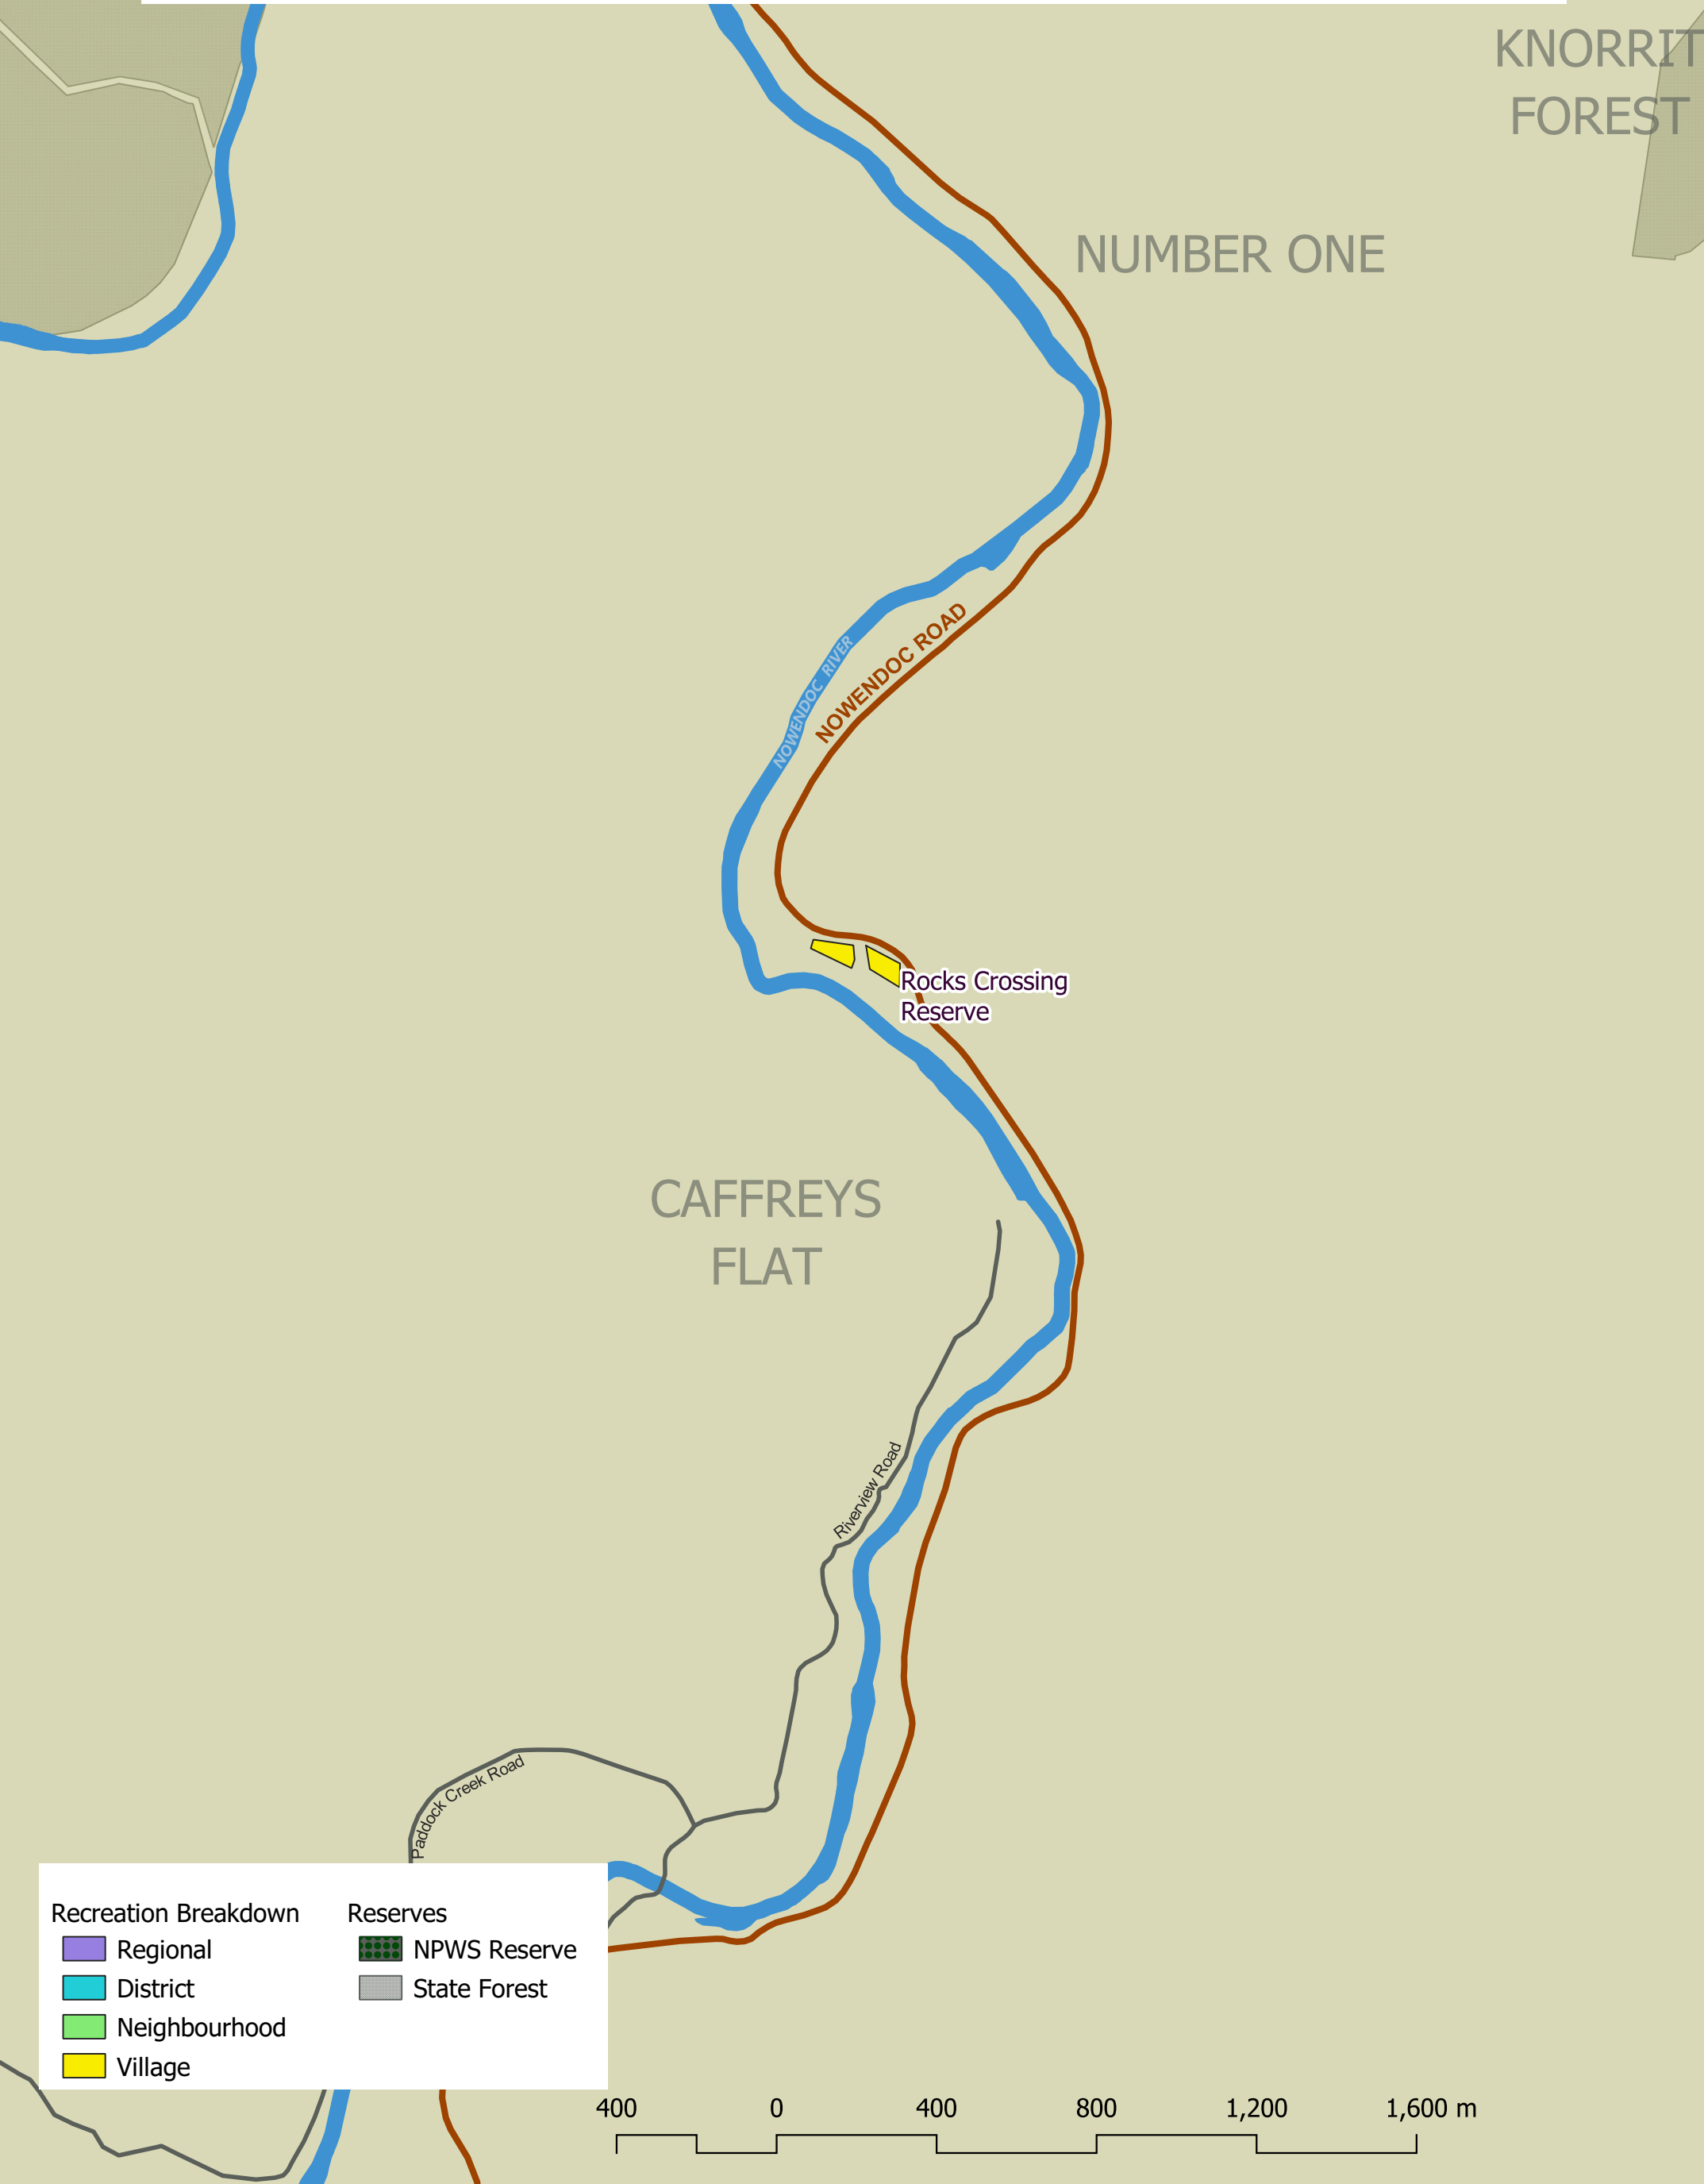 KNORRIT
FOREST
NUMBER ONE
NOWENDOC ROAD
NOWENDOC RIVER
Rocks Crossing
Reserve
CAFFREYS
FLAT
Riverview Road
Paddock Creek Road
Recreation Breakdown
Regional
District
Neighbourhood
Village
Reserves
NPWS Reserve
State Forest
400 0 400 800 1,200 1,600 m